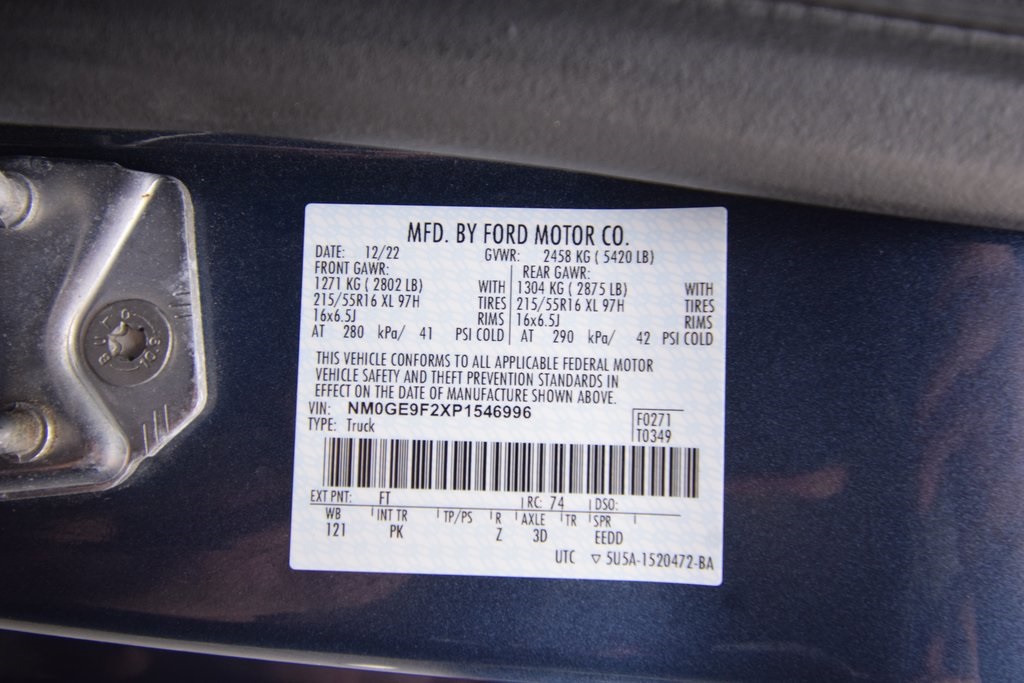 MFD. BY FORD MOTOR CO.
DATE: 12/22 GVWR: 2458 KG ( 5420 LB)
FRONT GAWR: REAR GAWR:
1271 KG ( 2802 LB) WITH 1304 KG ( 2875 LB) WITH
215/55R16 XL 97H TIRES 215/55R16 XL 97H TIRES
16x6.5J RIMS 16x6.5J RIMS
AT 280 kPa/ 41 PSI COLD AT 290 kPa/ 42 PSI COLD
THIS VEHICLE CONFORMS TO ALL APPLICABLE FEDERAL MOTOR
VEHICLE SAFETY AND THEFT PREVENTION STANDARDS IN
EFFECT ON THE DATE OF MANUFACTURE SHOWN ABOVE.
VIN: NM0GE9F2XP1546996 F0271
TYPE: Truck T0349
EXT PNT: FT RC: 74 DSO:
WB INT TR TP/PS R AXLE TR SPR
121 PK Z 3D EEDD
UTC ▽ 5U5A-1520472-BA